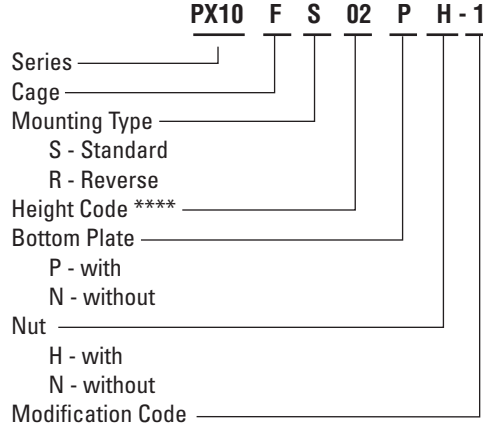 PX10 F S 02 P H - 1
Series
Cage
Mounting Type
S - Standard
R - Reverse
Height Code ****
Bottom Plate
P - with
N - without
Nut
H - with
N - without
Modification Code